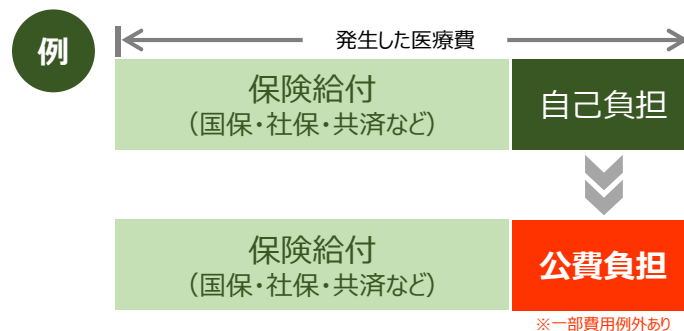 例
発生した医療費
保険給付
（国保・社保・共済など）
自己負担
保険給付
（国保・社保・共済など）
公費負担
※一部費用例外あり